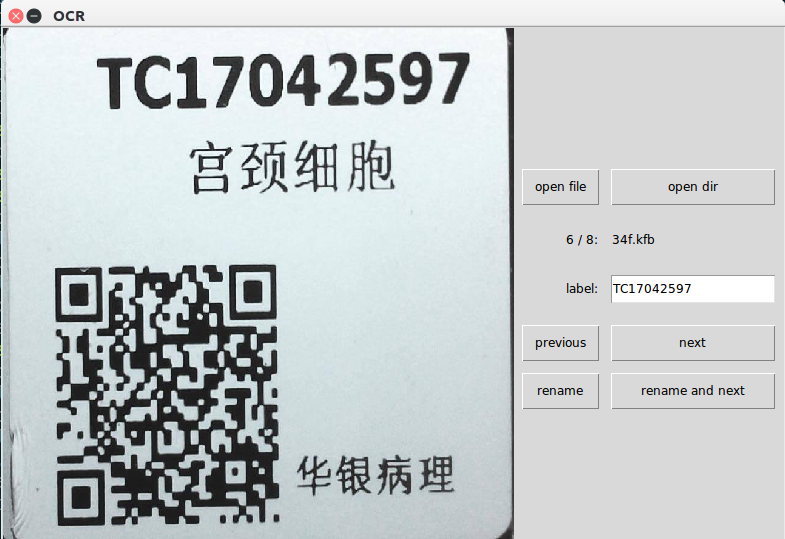 OCR
TC17042597
宫颈细胞
华银病理
open file
open dir
6 / 8: 34f.kfb
label: TC17042597
previous
next
rename
rename and next